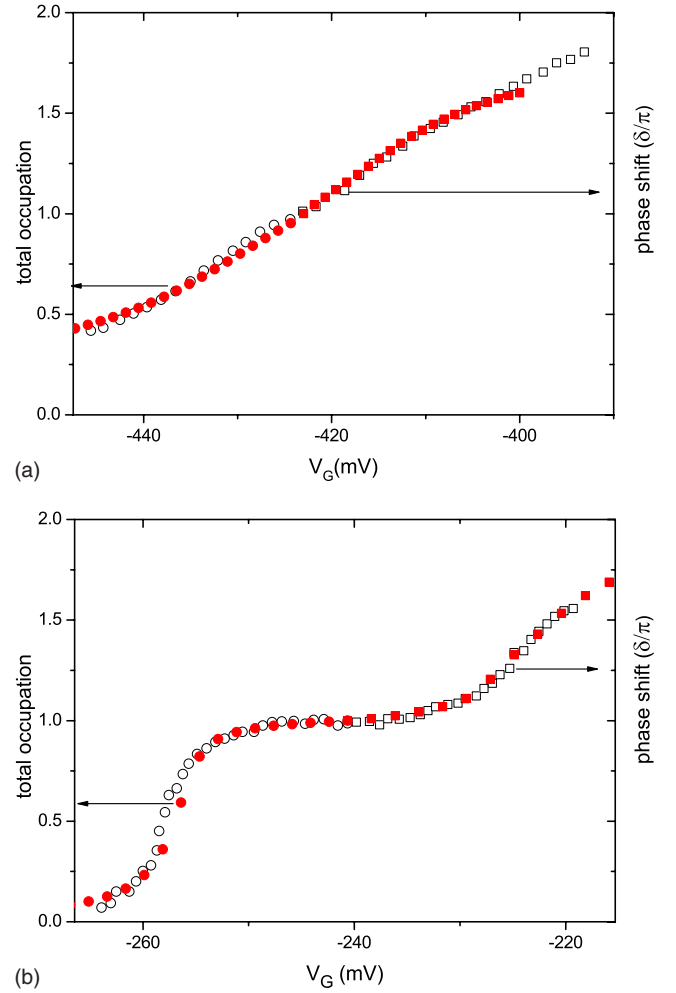 2.0
1.5
1.0
0.5
0.0
total occupation
phase shift (δ/π)
-440
-420
-400
V_G(mV)
(a)
2.0
1.5
1.0
0.5
0.0
total occupation
phase shift (δ/π)
-260
-240
-220
V_G (mV)
(b)